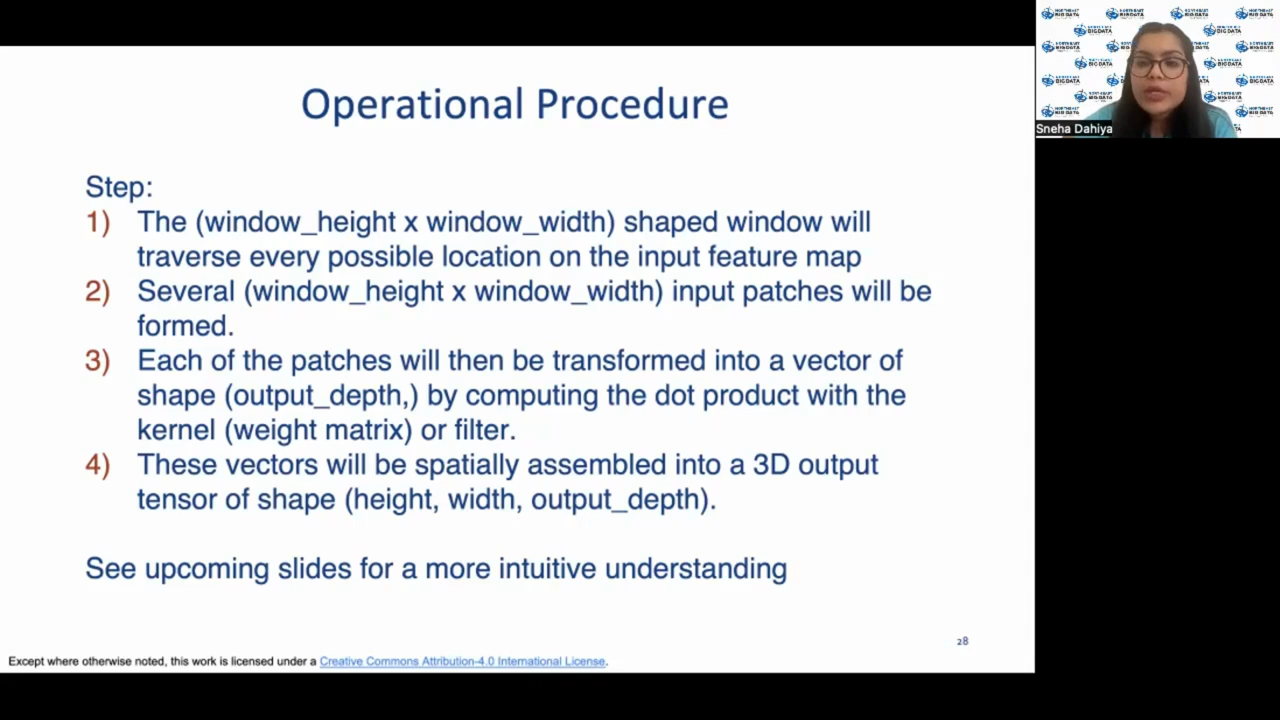 Operational Procedure
Step:
1) The (window_height x window_width) shaped window will
traverse every possible location on the input feature map
2) Several (window_height x window_width) input patches will be
formed.
3) Each of the patches will then be transformed into a vector of
shape (output_depth,) by computing the dot product with the
kernel (weight matrix) or filter.
4) These vectors will be spatially assembled into a 3D output
tensor of shape (height, width, output_depth).
See upcoming slides for a more intuitive understanding
28
Except where otherwise noted, this work is licensed under a Creative Commons Attribution-4.0 International License.
NORTHEAST
BIG DATA
Sneha Dahiya